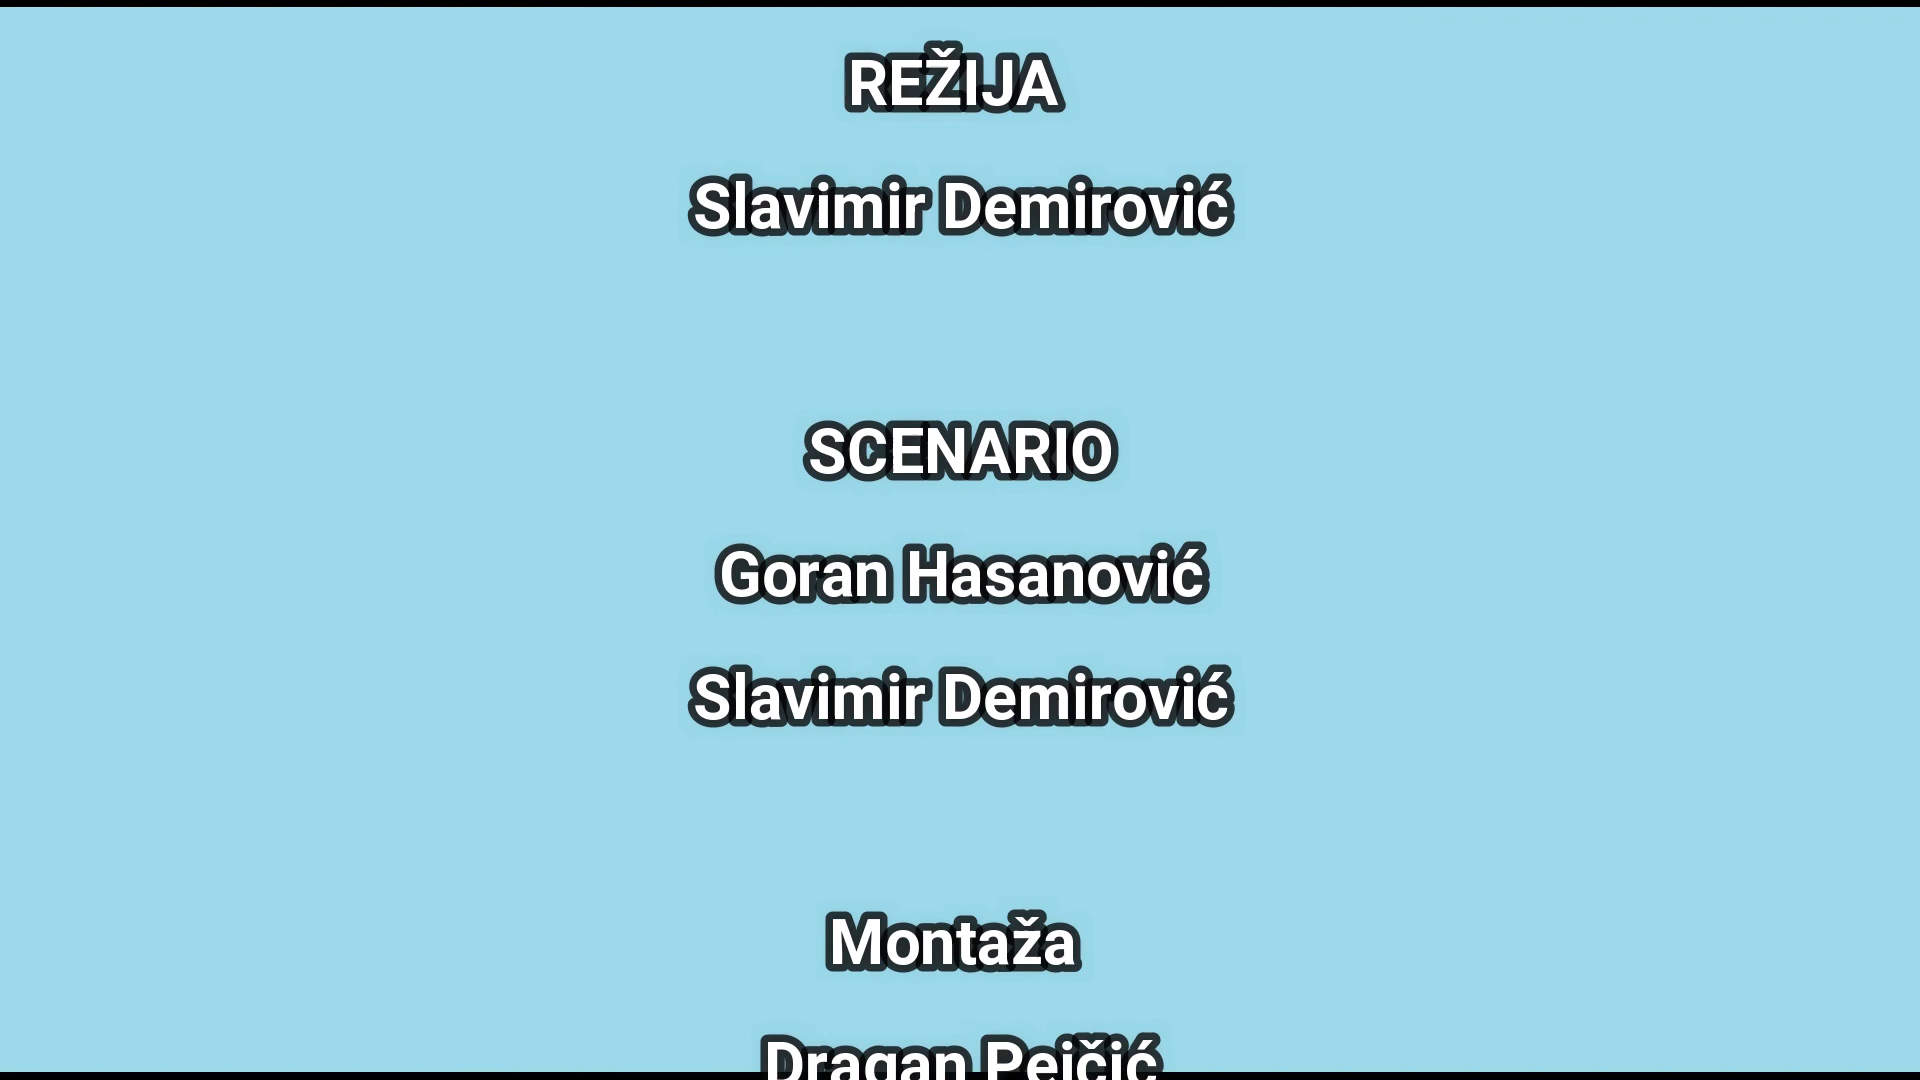 REŽIJA
Slavimir Demirović
SCENARIO
Goran Hasanović
Slavimir Demirović
Montaža
Dragan Pejčić